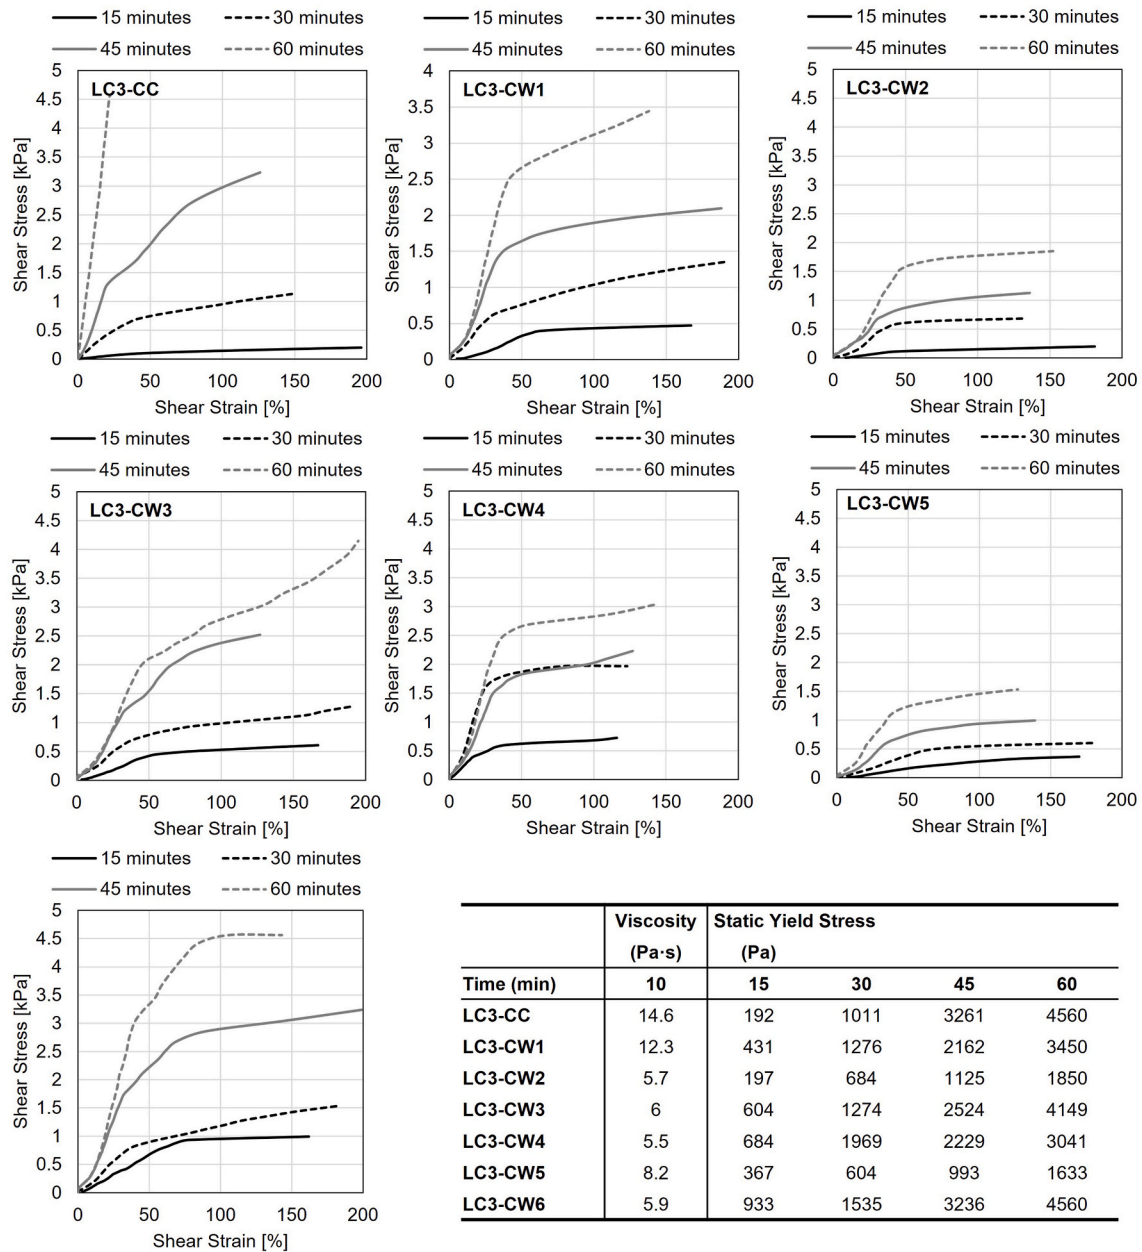 15 minutes 30 minutes
45 minutes 60 minutes
LC3-CC
Shear Stress [kPa]
5
4.5
4
3.5
3
2.5
2
1.5
1
0.5
0
0 50 100 150 200
Shear Strain [%]
15 minutes 30 minutes
45 minutes 60 minutes
LC3-CW1
Shear Stress [kPa]
4
3.5
3
2.5
2
1.5
1
0.5
0
0 50 100 150 200
Shear Strain [%]
15 minutes 30 minutes
45 minutes 60 minutes
LC3-CW2
Shear Stress [kPa]
5
4.5
4
3.5
3
2.5
2
1.5
1
0.5
0
0 50 100 150 200
Shear Strain [%]
15 minutes 30 minutes
45 minutes 60 minutes
LC3-CW3
Shear Stress [kPa]
5
4.5
4
3.5
3
2.5
2
1.5
1
0.5
0
0 50 100 150 200
Shear Strain [%]
15 minutes 30 minutes
45 minutes 60 minutes
LC3-CW4
Shear Stress [kPa]
5
4.5
4
3.5
3
2.5
2
1.5
1
0.5
0
0 50 100 150 200
Shear Strain [%]
15 minutes 30 minutes
45 minutes 60 minutes
LC3-CW5
Shear Stress [kPa]
5
4.5
4
3.5
3
2.5
2
1.5
1
0.5
0
0 50 100 150 200
Shear Strain [%]
15 minutes 30 minutes
45 minutes 60 minutes
Shear Stress [kPa]
5
4.5
4
3.5
3
2.5
2
1.5
1
0.5
0
0 50 100 150 200
Shear Strain [%]
Viscosity Static Yield Stress
(Pa·s) (Pa)
Time (min) 10 15 30 45 60
LC3-CC 14.6 192 1011 3261 4560
LC3-CW1 12.3 431 1276 2162 3450
LC3-CW2 5.7 197 684 1125 1850
LC3-CW3 6 604 1274 2524 4149
LC3-CW4 5.5 684 1969 2229 3041
LC3-CW5 8.2 367 604 993 1633
LC3-CW6 5.9 933 1535 3236 4560